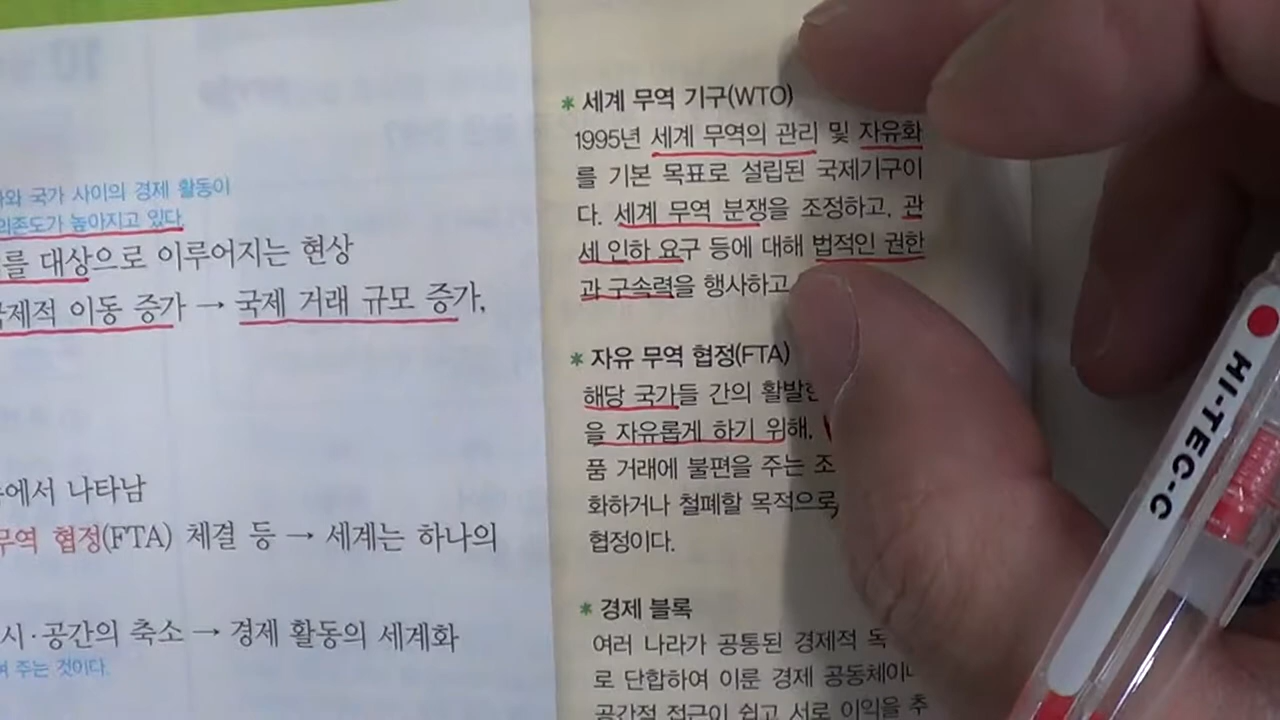 국가 사이의 경제 활동이
의존도가 높아지고 있다.
를 대상으로 이루어지는 현상
이동 증가 → 국제 거래 규모 증가,
에서 나타남
무역 협정(FTA) 체결 등 → 세계는 하나의
시·공간의 축소 → 경제 활동의 세계화
주는 것이다.
* 세계 무역 기구(WTO)
1995년 세계 무역의 관리 및 자유화
를 기본 목표로 설립된 국제기구이
다. 세계 무역 분쟁을 조정하고, 관
세 인하 요구 등에 대해 법적인 권한
과 구속력을 행사하고
* 자유 무역 협정(FTA)
해당 국가들 간의
을 자유롭게 하기 위해,
품 거래에 불편을 주는
화하거나 철폐할 목적으로
협정이다.
* 경제 블록
여러 나라가 공통된 경제적
로 단합하여 이룬 경제
공간적 접근이 쉽고 서로 이익을
HI-TEC-C